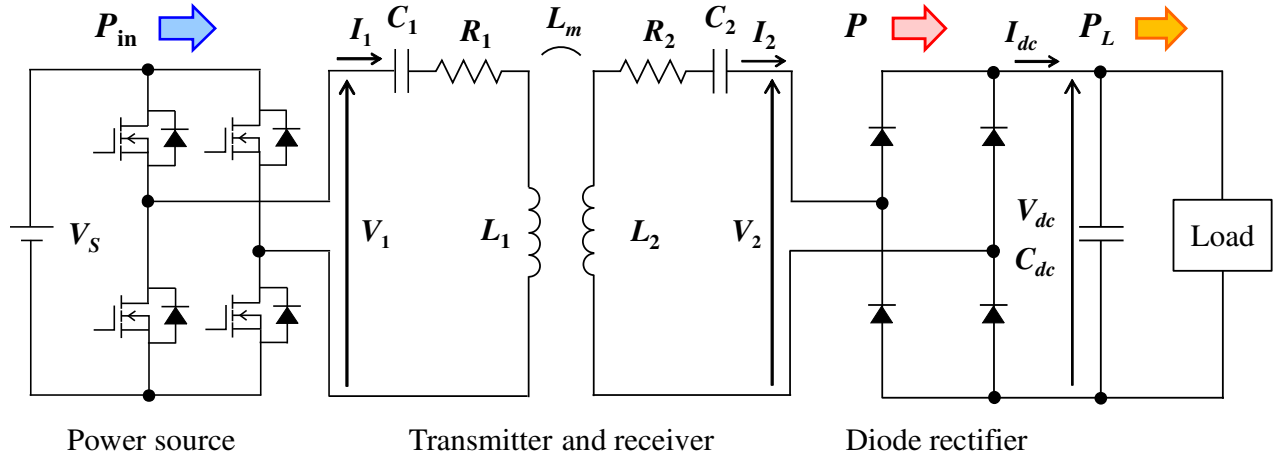 P_in I_1 C_1 R_1 L_m R_2 C_2 I_2 P I_dc P_L
V_S V_1 L_1 L_2 V_2 V_dc Load
C_dc
Power source Transmitter and receiver Diode rectifier